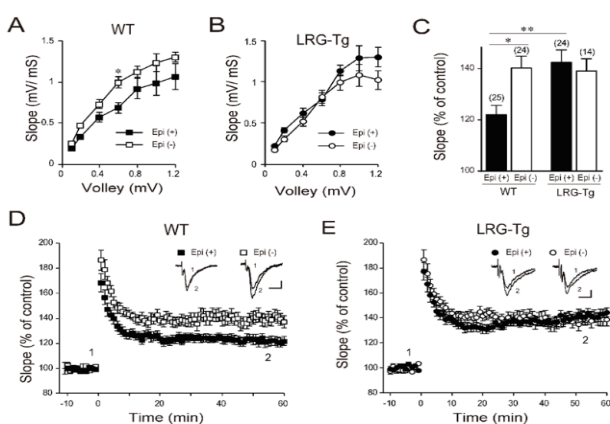 A
WT
1.5
1
0.5
0
Slope (mV/ mS)
*
Epi (+)
Epi (-)
0 0.4 0.8 1.2
Volley (mV)
B
LRG-Tg
1.5
1
0.5
0
Slope (mV/ mS)
Epi (+)
Epi (-)
0 0.4 0.8 1.2
Volley (mV)
C
**
*
(25)
(24)
(24)
(14)
140
120
100
Slope (% of control)
Epi (+) Epi (-) Epi (+) Epi (-)
WT LRG-Tg
D
WT
200
180
160
140
120
100
80
Slope (% of control)
Epi (+) Epi (-)
1
2
1
2
1
2
-10 0 10 20 30 40 50 60
Time (min)
E
LRG-Tg
200
180
160
140
120
100
80
Slope (% of control)
Epi (+) Epi (-)
1
2
1
2
1
2
-10 0 10 20 30 40 50 60
Time (min)